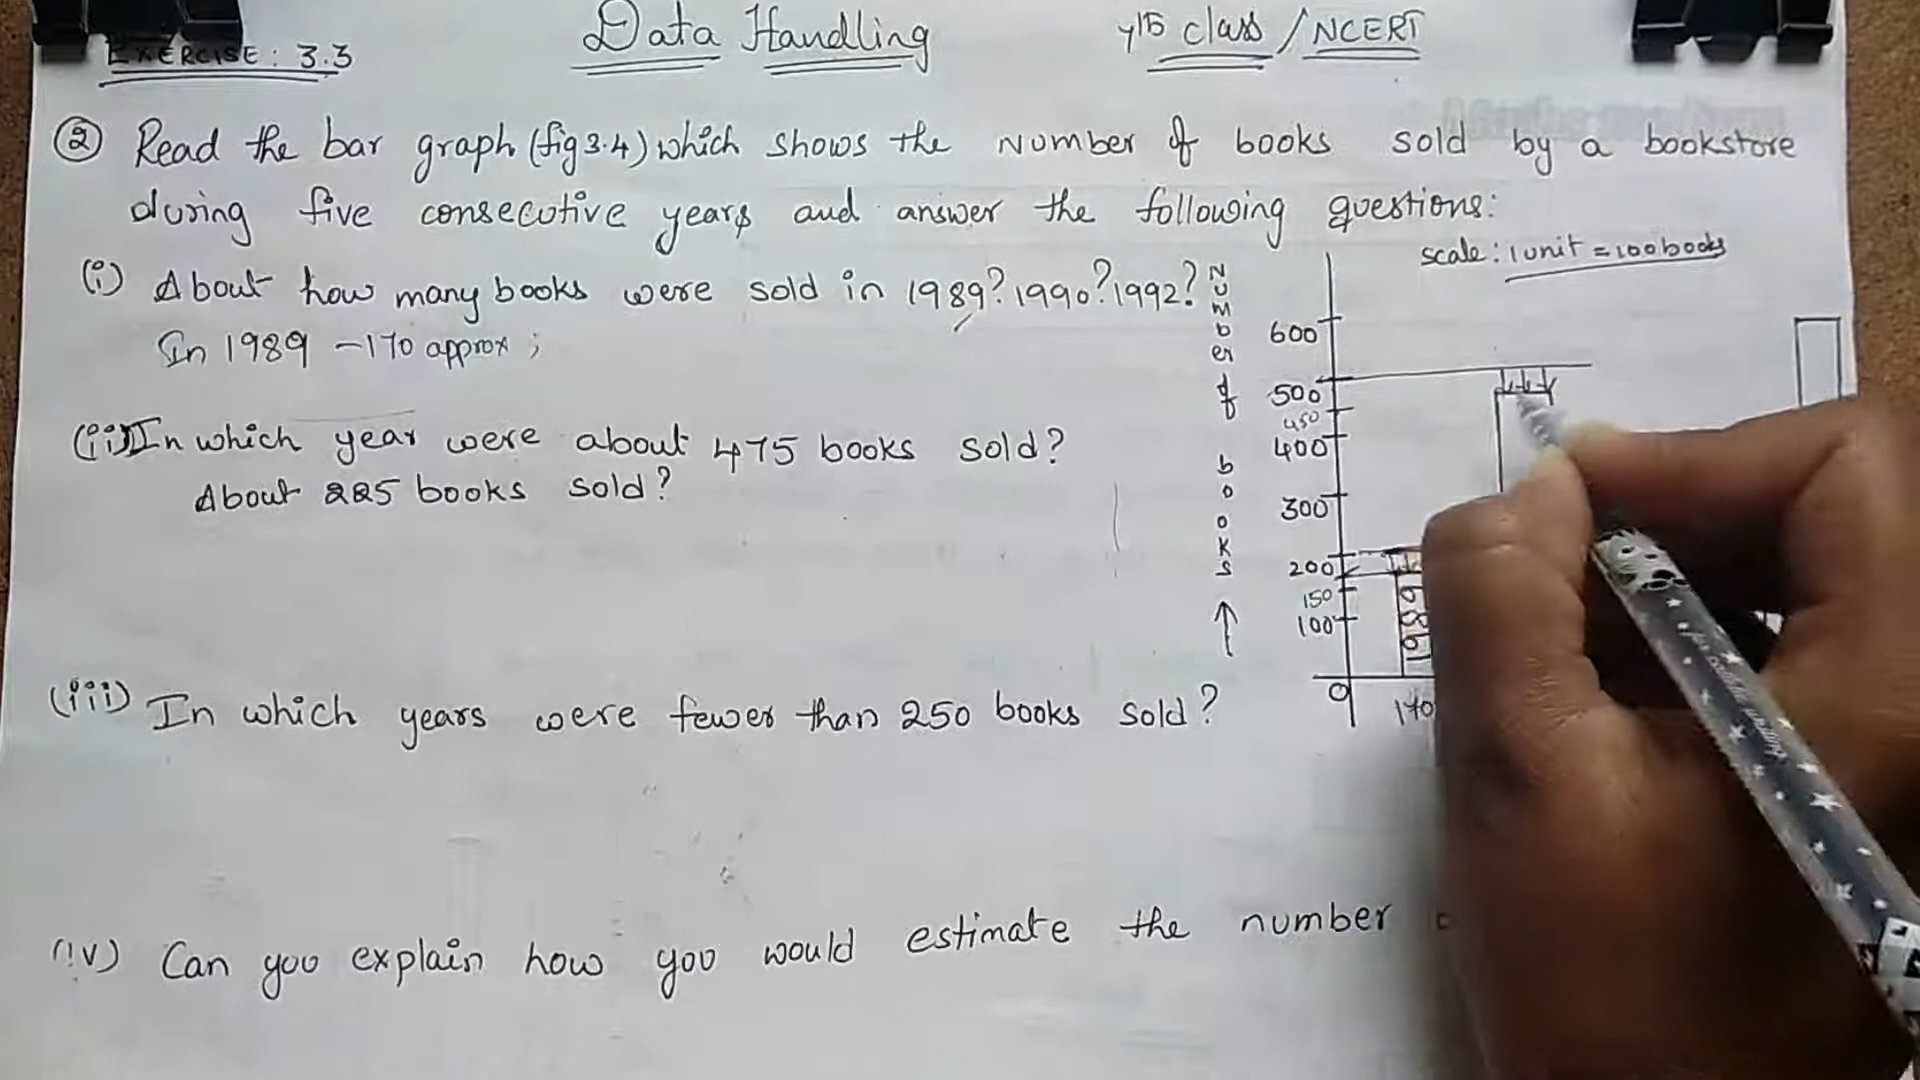 EXERCISE: 3.3
Data Handling
7th class / NCERT
② Read the bar graph (fig 3.4) which shows the Number of books sold by a bookstore
during five consecutive years and answer the following questions:
(i) About how many books were sold in 1989? 1990? 1992?
In 1989 - 170 approx ;
(ii) In which year were about 475 books sold?
About 225 books sold?
(iii) In which years were fewer than 250 books sold?
(iv) Can you explain how you would estimate the number
scale: 1 unit = 100 books
Number of books
600
500
450
400
300
200
150
100
0
1989
170